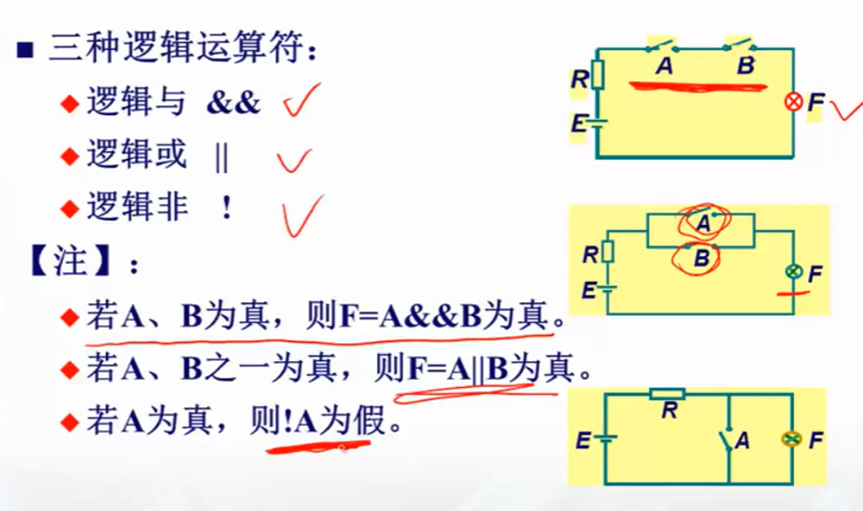 三种逻辑运算符：
逻辑与 &&
逻辑或 ||
逻辑非 !
【注】：
若A、B为真，则F=A&&B为真。
若A、B之一为真，则F=A||B为真。
若A为真，则!A为假。
A B
R
E
F
A
B
R
E
F
R
E
A
F